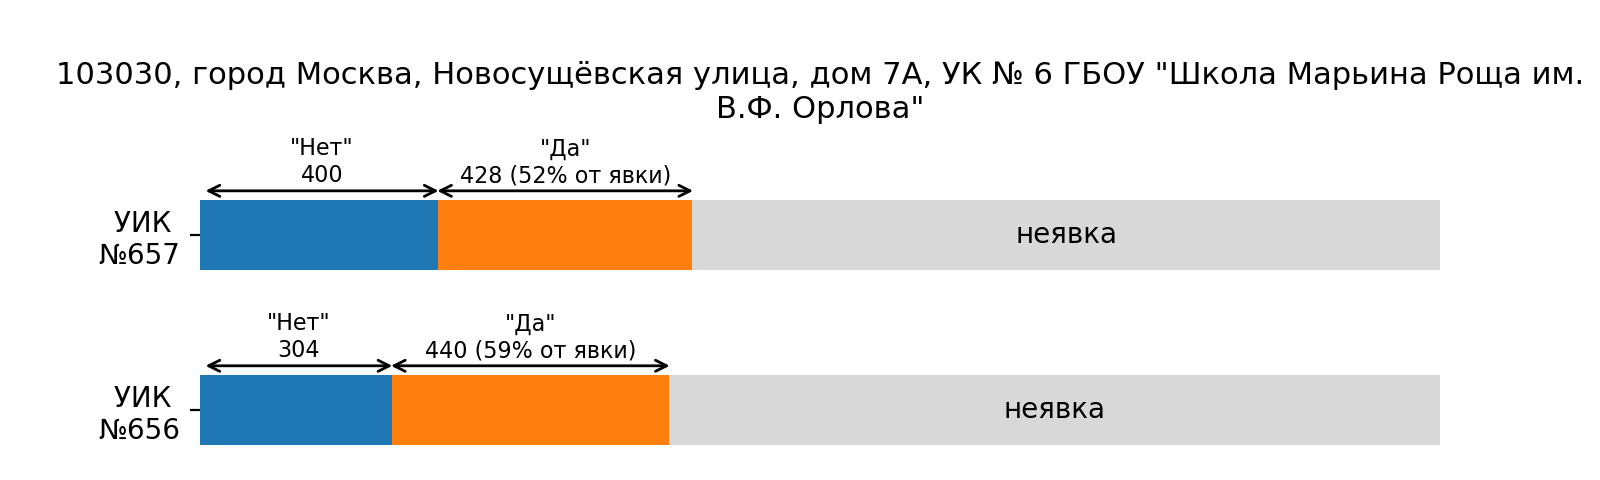 103030, город Москва, Новосущёвская улица, дом 7А, УК № 6 ГБОУ "Школа Марьина Роща им.
В.Ф. Орлова"
"Нет"
400
"Да"
428 (52% от явки)
УИК
№657
неявка
"Нет"
304
"Да"
440 (59% от явки)
УИК
№656
неявка